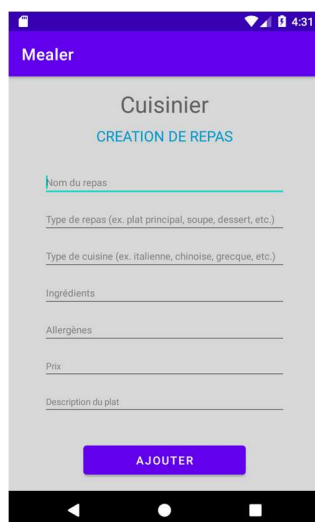 4:31
Mealer
Cuisinier
CREATION DE REPAS
Nom du repas
Type de repas (ex. plat principal, soupe, dessert, etc.)
Type de cuisine (ex. italienne, chinoise, grecque, etc.)
Ingrédients
Allergènes
Prix
Description du plat
AJOUTER